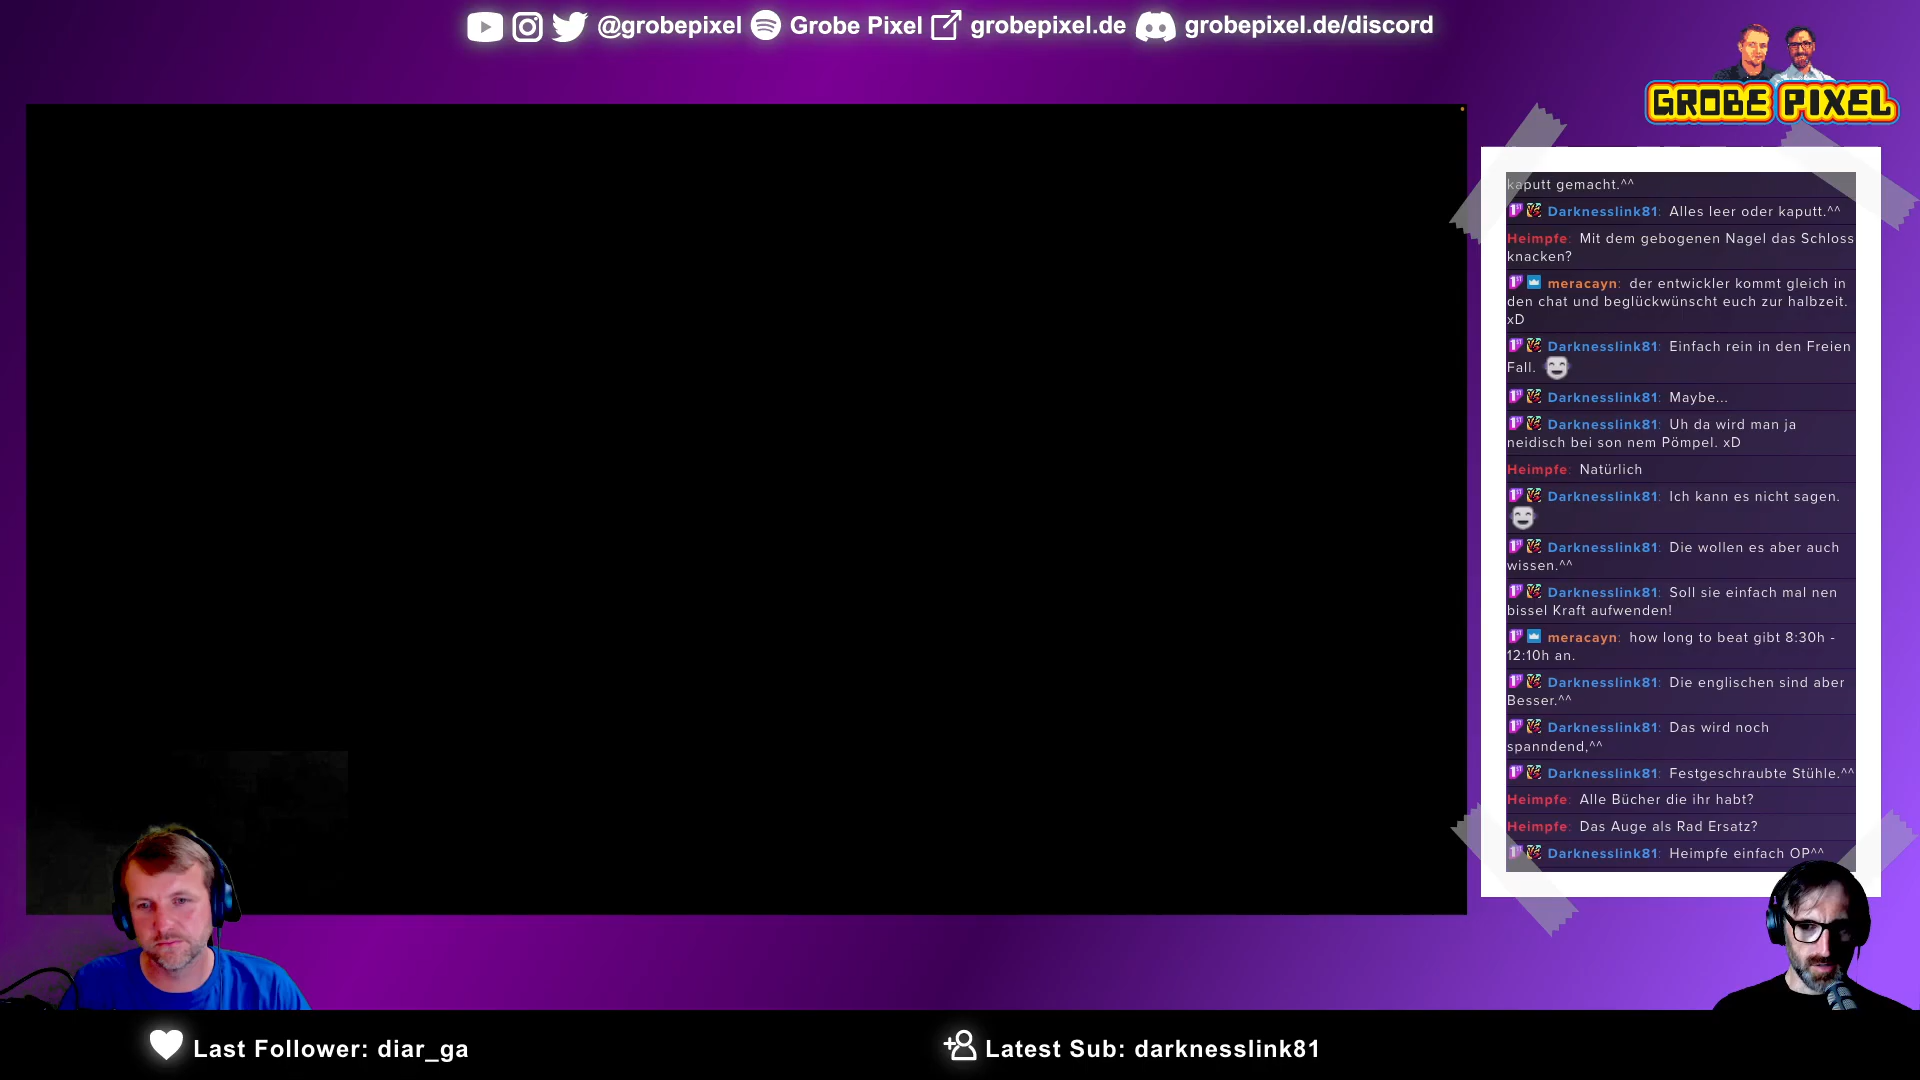 @grobepixel Grobe Pixel grobepixel.de grobepixel.de/discord
GROBE PIXEL
kaputt gemacht.^^
Darknesslink81: Alles leer oder kaputt.^^
Heimpfe: Mit dem gebogenen Nagel das Schloss
knacken?
meracayn: der entwickler kommt gleich in
den chat und beglückwünscht euch zur halbzeit.
xD
Darknesslink81: Einfach rein in den Freien
Fall.
Darknesslink81: Maybe...
Darknesslink81: Uh da wird man ja
neidisch bei son nem Pömpel. xD
Heimpfe: Natürlich
Darknesslink81: Ich kann es nicht sagen.
Darknesslink81: Die wollen es aber auch
wissen.^^
Darknesslink81: Soll sie einfach mal nen
bissel Kraft aufwenden!
meracayn: how long to beat gibt 8:30h -
12:10h an.
Darknesslink81: Die englischen sind aber
Besser.^^
Darknesslink81: Das wird noch
spanndend,^^
Darknesslink81: Festgeschraubte Stühle.^^
Heimpfe: Alle Bücher die ihr habt?
Heimpfe: Das Auge als Rad Ersatz?
Darknesslink81: Heimpfe einfach OP^^
Last Follower: diar_ga
Latest Sub: darknesslink81